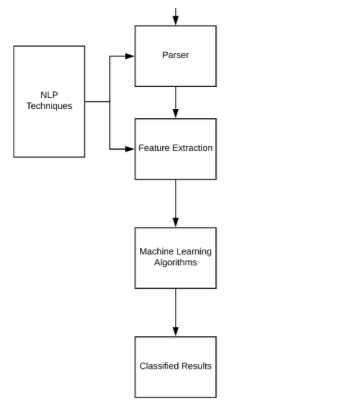 Parser
NLP
Techniques
Feature Extraction
Machine Learning
Algorithms
Classified Results